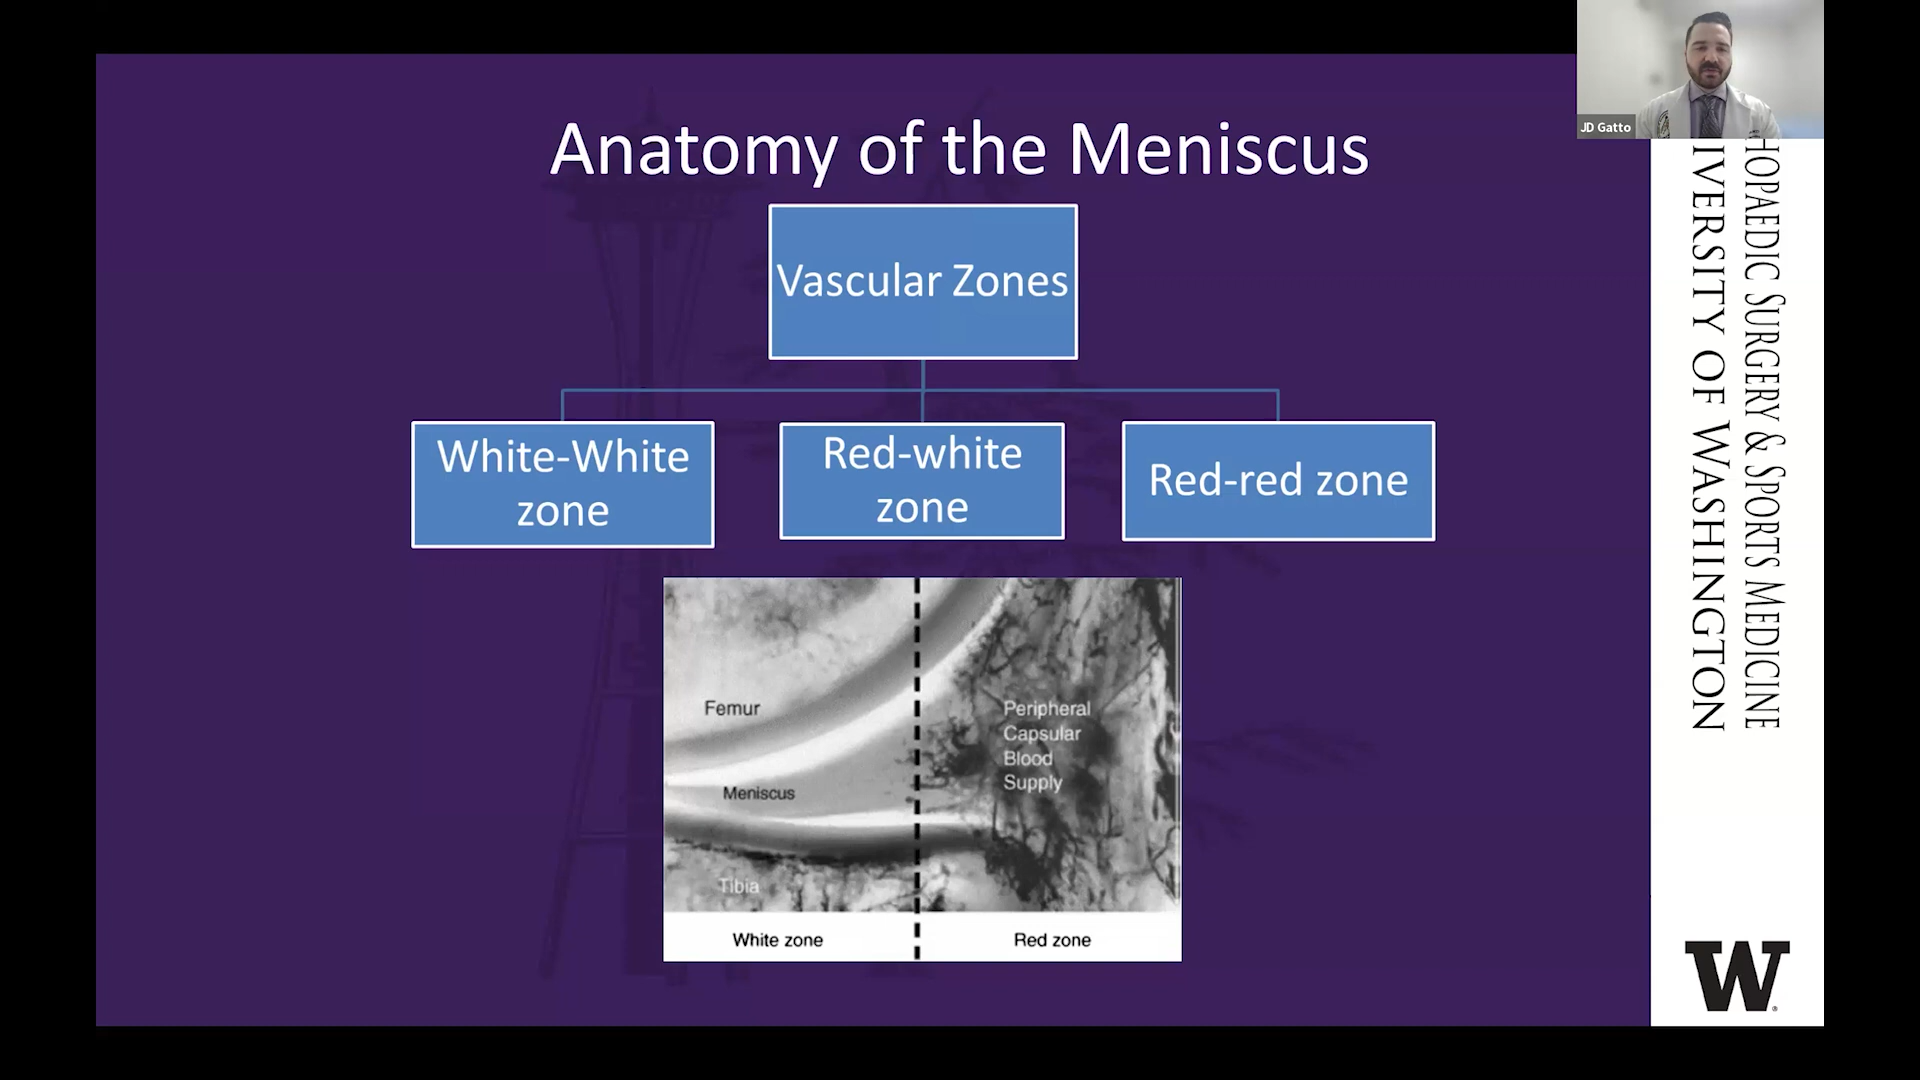 Anatomy of the Meniscus
Vascular Zones
White-White
zone
Red-white
zone
Red-red zone
Femur
Meniscus
Tibia
Peripheral
Capsular
Blood
Supply
White zone
Red zone
JD Gatto
HOPAEDIC SURGERY & SPORTS MEDICINE
IVERSITY OF WASHINGTON
W